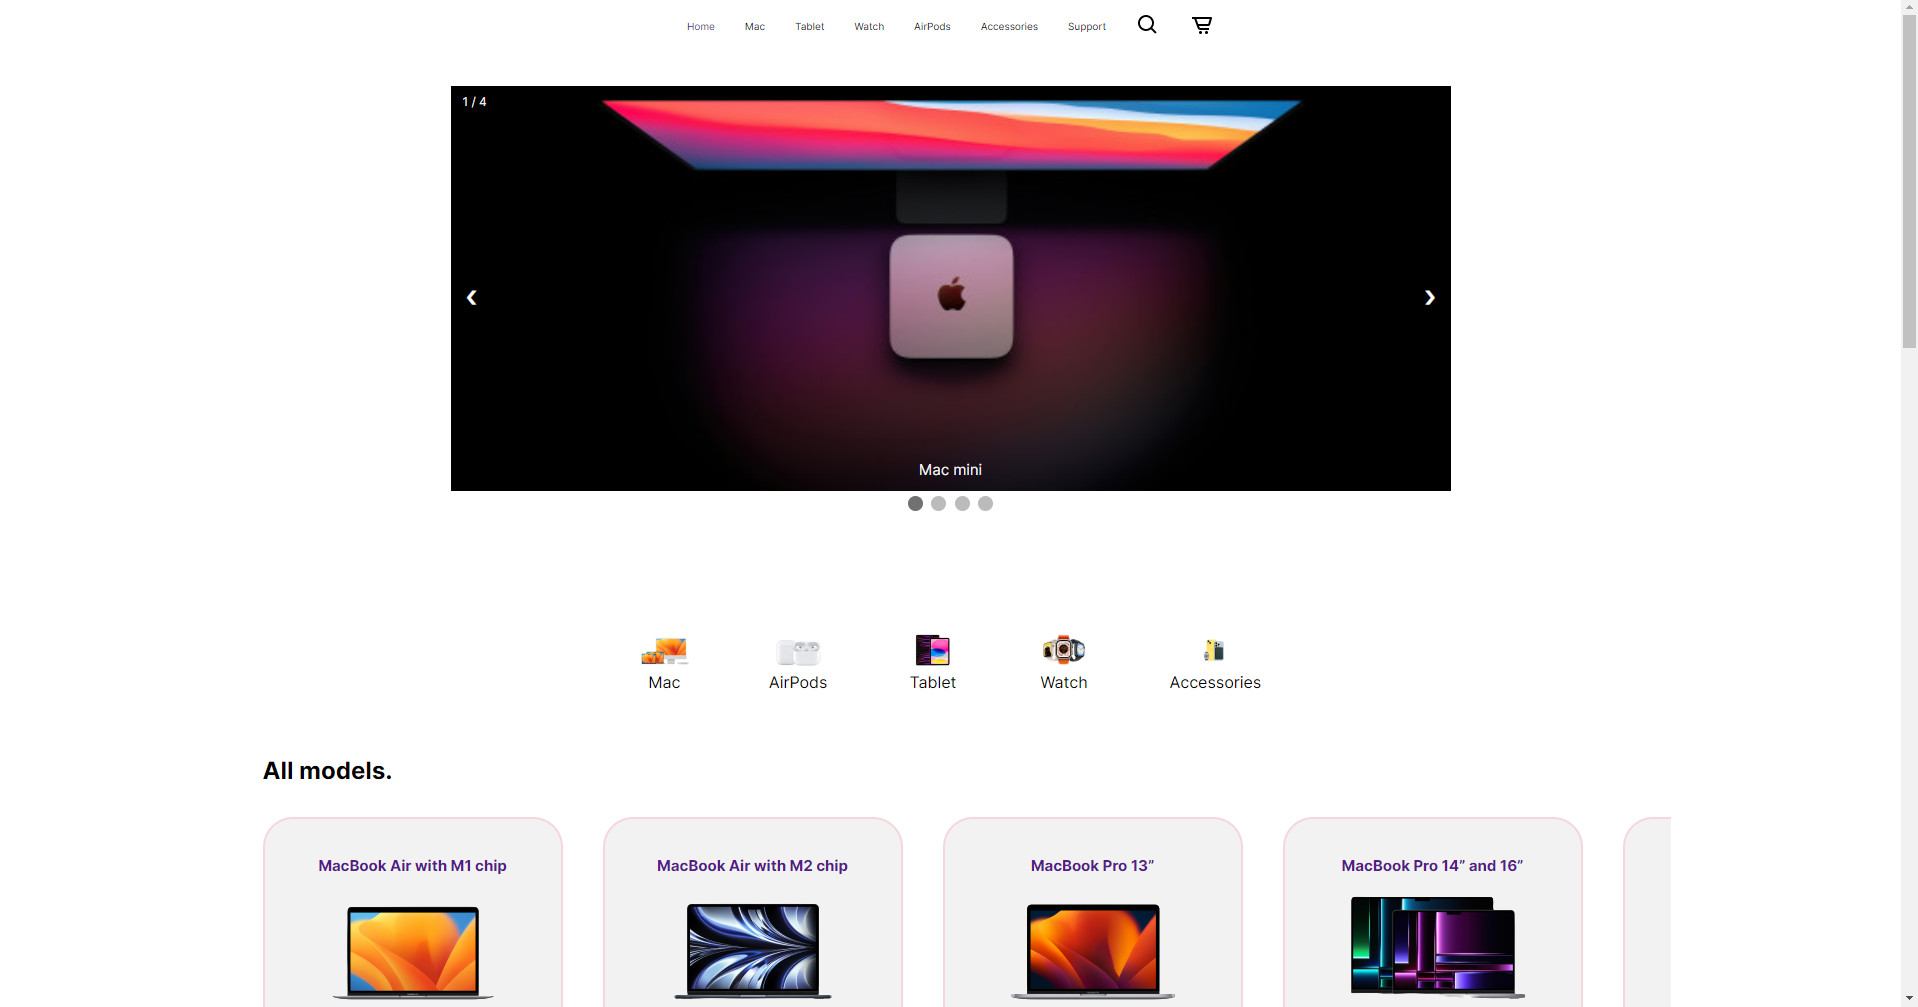 Home Mac Tablet Watch AirPods Accessories Support
1 / 4
Mac mini
Mac AirPods Tablet Watch Accessories
All models.
MacBook Air with M1 chip MacBook Air with M2 chip MacBook Pro 13” MacBook Pro 14” and 16”